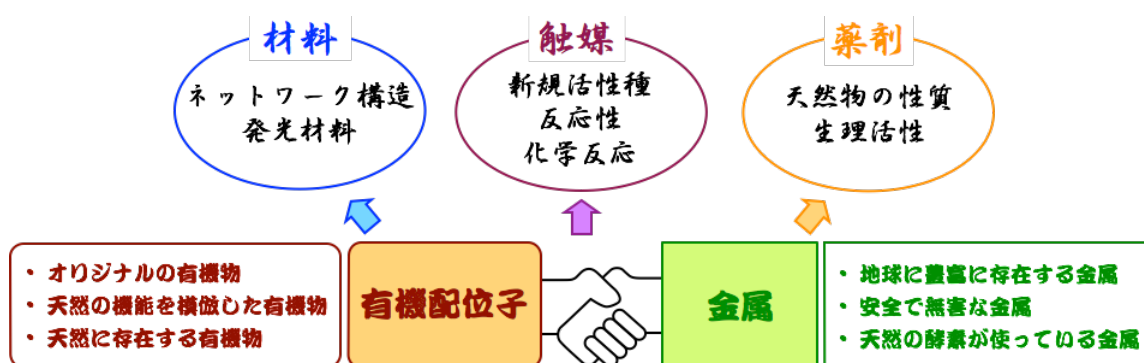 材料
ネットワーク構造
発光材料
触媒
新規活性種
反応性
化学反応
薬剤
天然物の性質
生理活性
・ オリジナルの有機物
・ 天然の機能を模倣した有機物
・ 天然に存在する有機物
有機配位子
金属
・ 地球に豊富に存在する金属
・ 安全で無害な金属
・ 天然の酵素が使っている金属